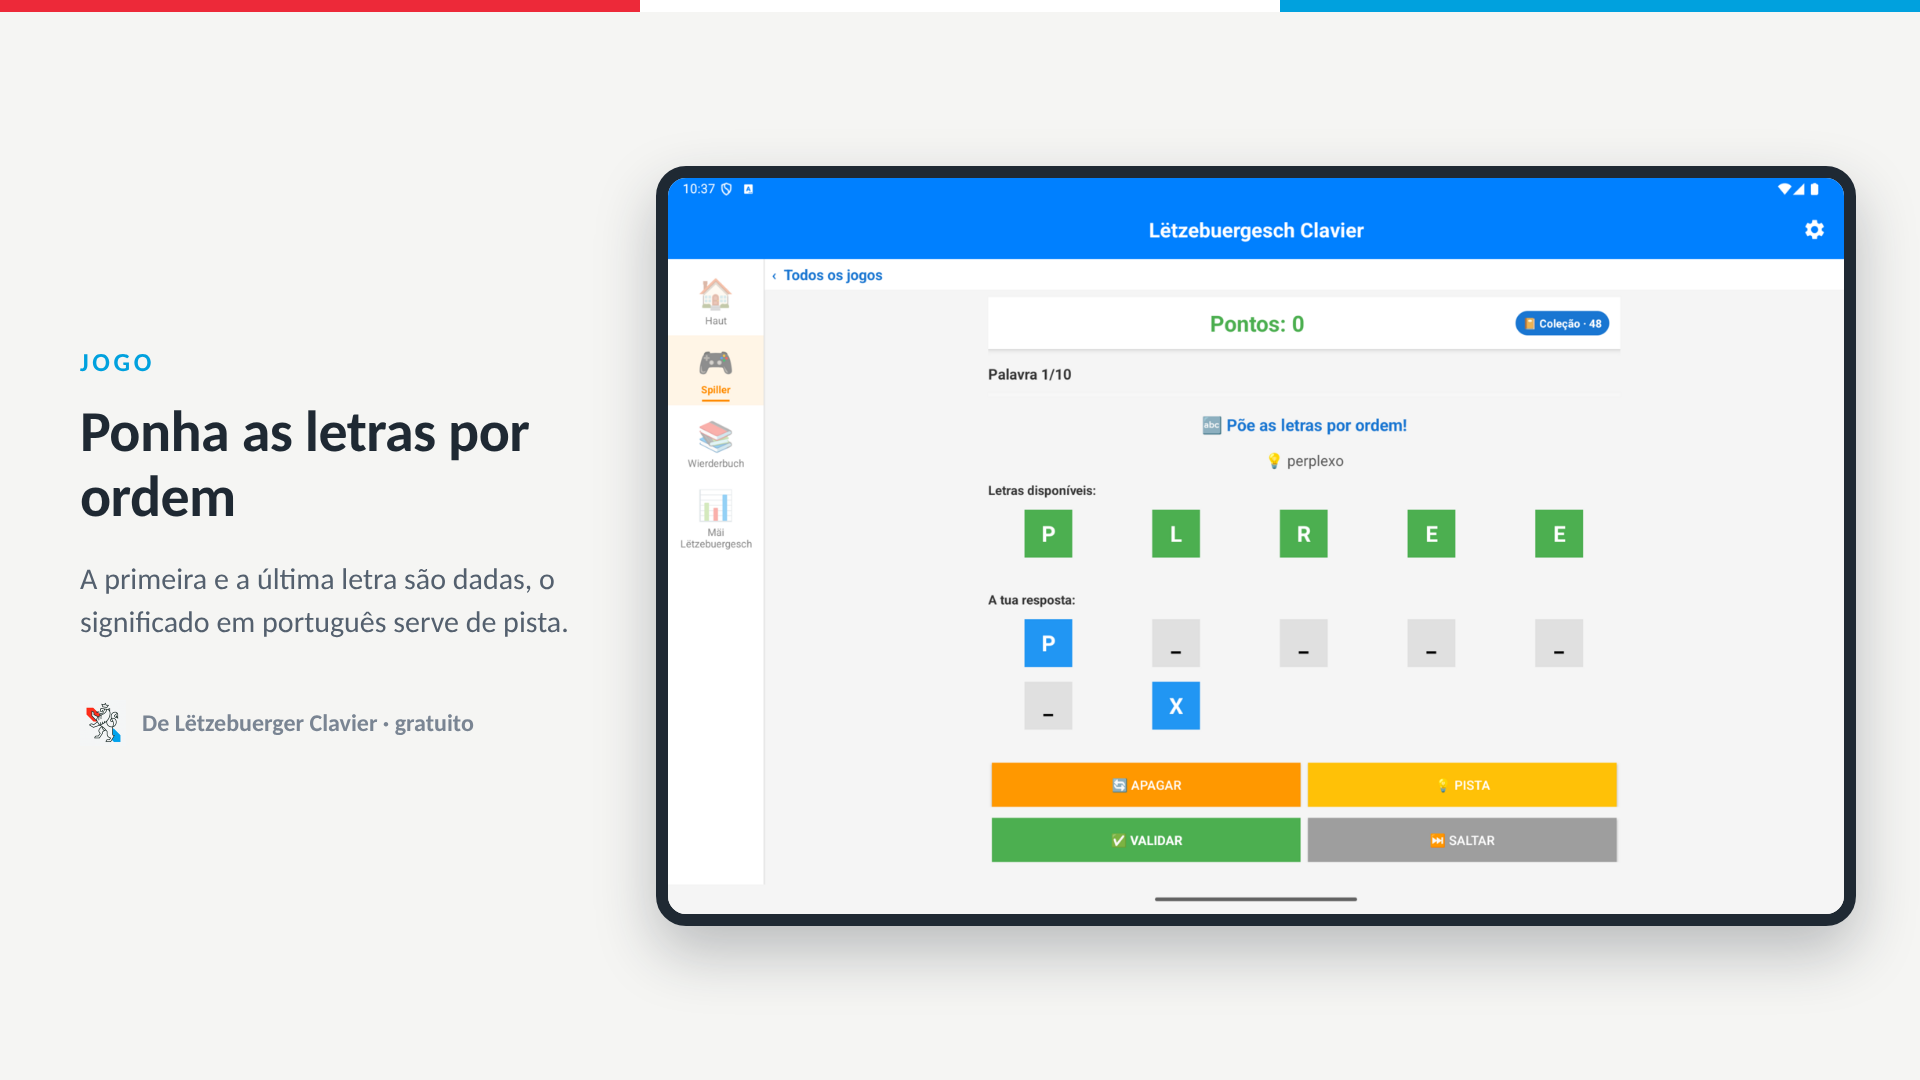 JOGO
Ponha as letras por
ordem
A primeira e a última letra são dadas, o
significado em português serve de pista.
De Lëtzebuerger Clavier · gratuito
10:37
Lëtzebuergesch Clavier
Haut
Spiller
Wierderbuch
Mäi
Lëtzebuergesch
‹ Todos os jogos
Pontos: 0
Coleção · 48
Palavra 1/10
abc Põe as letras por ordem!
perplexo
Letras disponíveis:
P L R E E
A tua resposta:
P _ _ _ _
_ X
APAGAR
PISTA
VALIDAR
SALTAR